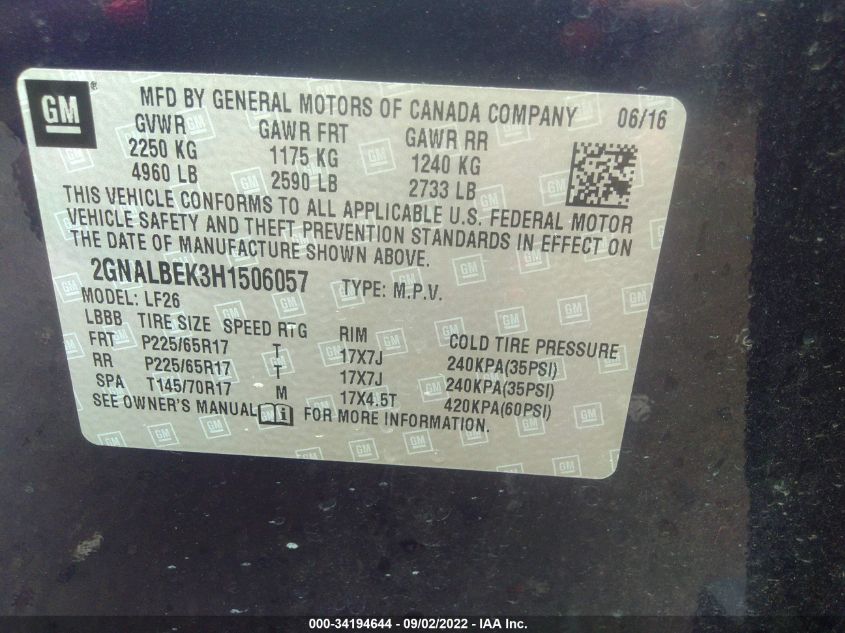 GM ®
MFD BY GENERAL MOTORS OF CANADA COMPANY 06/16
GVWR GAWR FRT GAWR RR
2250 KG 1175 KG 1240 KG
4960 LB 2590 LB 2733 LB
THIS VEHICLE CONFORMS TO ALL APPLICABLE U.S. FEDERAL MOTOR
VEHICLE SAFETY AND THEFT PREVENTION STANDARDS IN EFFECT ON
THE DATE OF MANUFACTURE SHOWN ABOVE.
2GNALBEK3H1506057 TYPE: M.P.V.
MODEL: LF26
LBBB TIRE SIZE SPEED RTG RIM COLD TIRE PRESSURE
FRT P225/65R17 T 17X7J 240KPA(35PSI)
RR P225/65R17 T 17X7J 240KPA(35PSI)
SPA T145/70R17 M 17X4.5T 420KPA(60PSI)
SEE OWNER'S MANUAL FOR MORE INFORMATION.
000-34194644 - 09/02/2022 - IAA Inc.